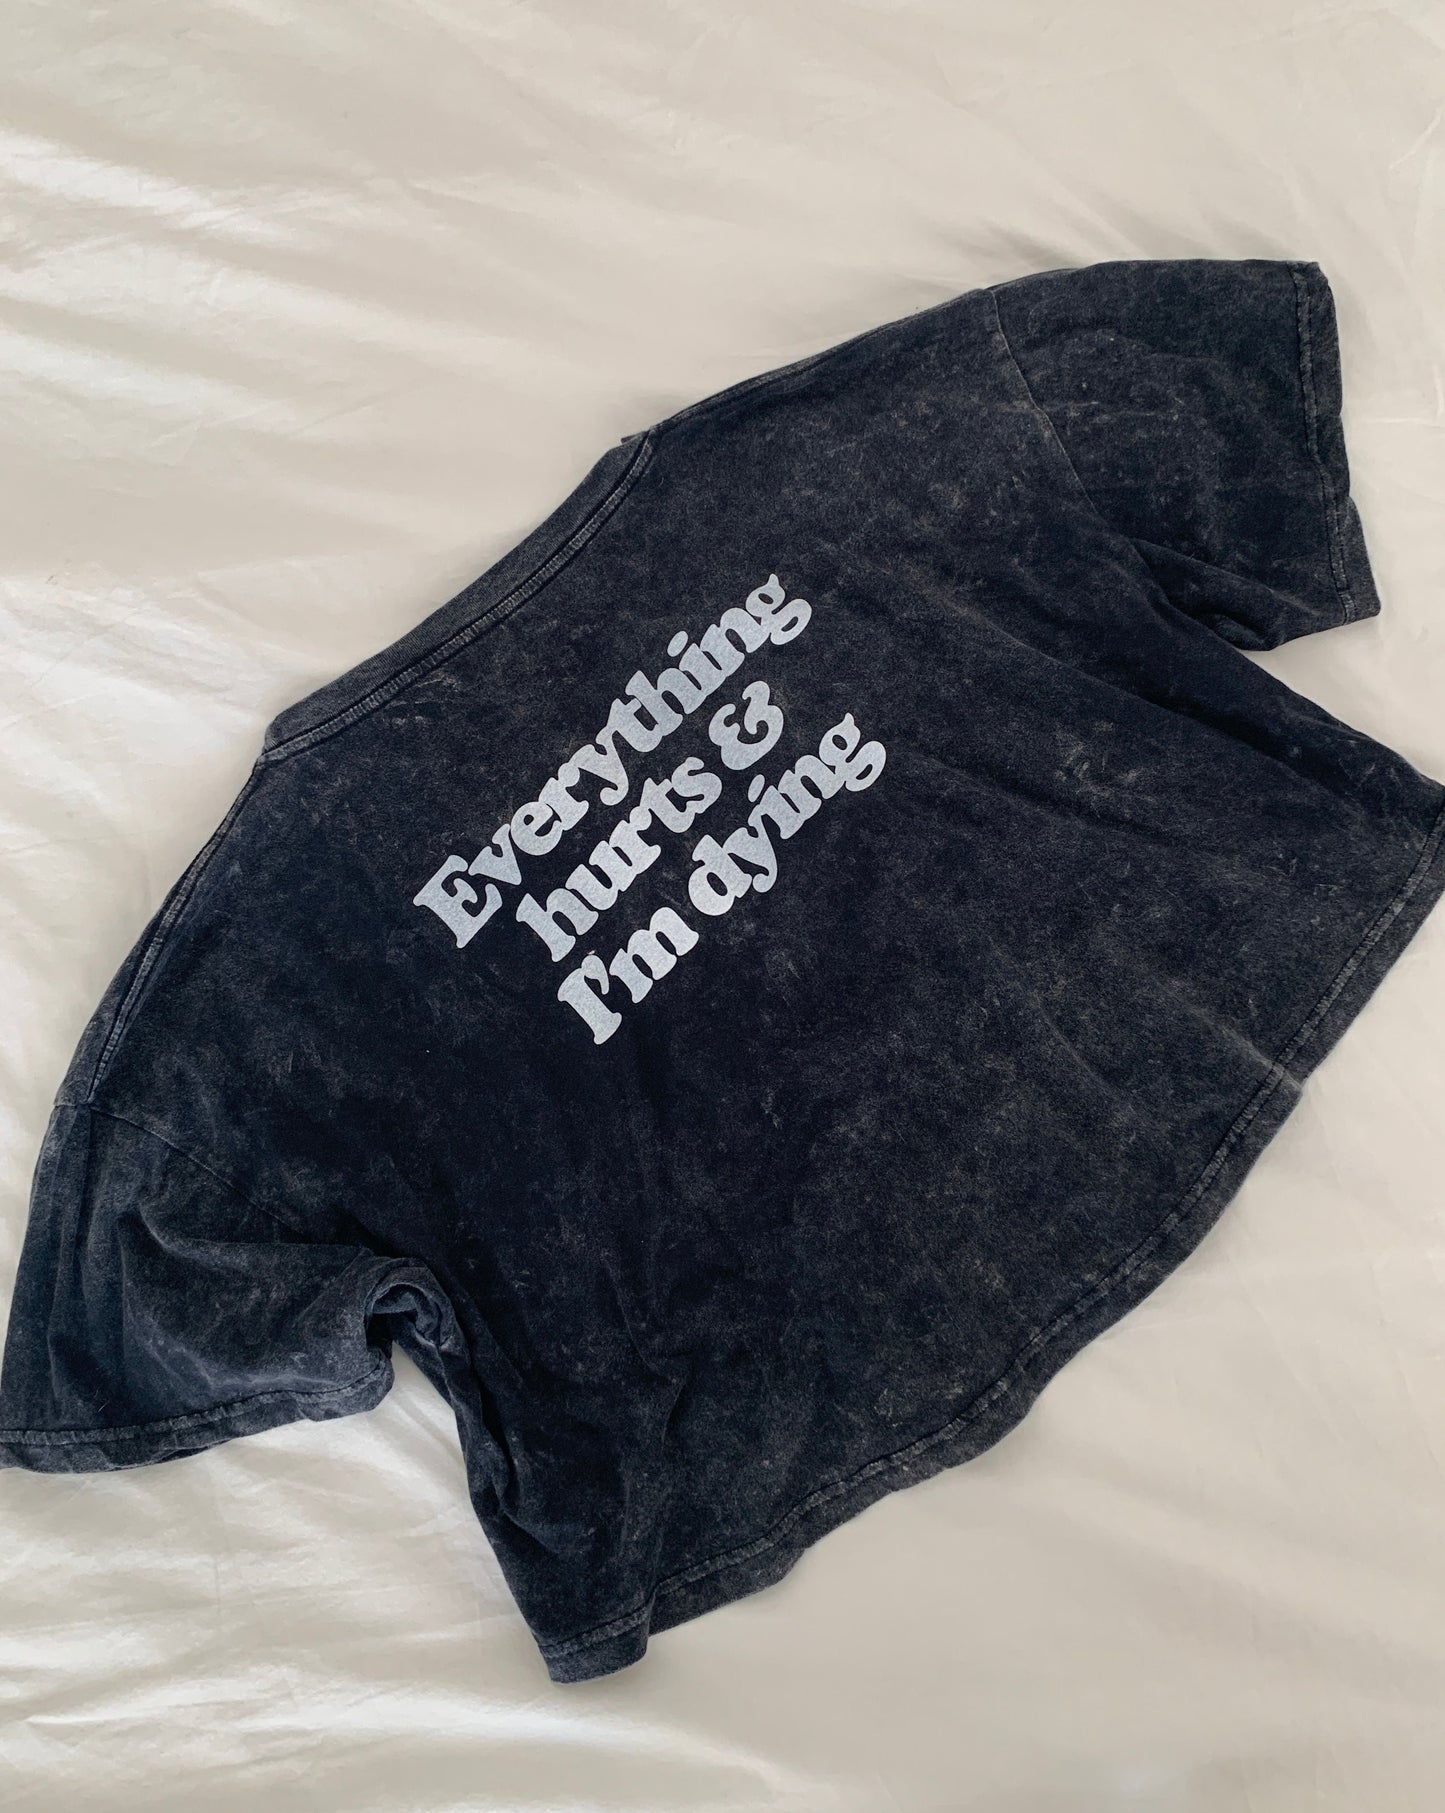 Everything
hurts &
I'm dying